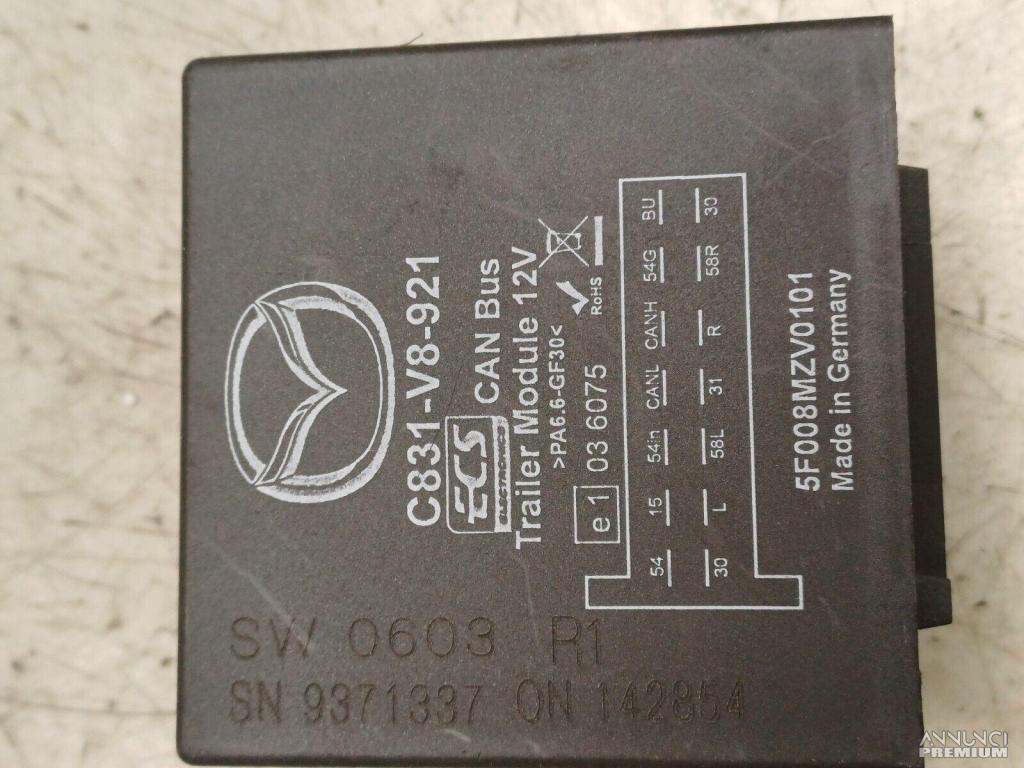 C831-V8-921
ECS
ELECTRONICS
CAN Bus
Trailer Module 12V
>PA6.6-GF30<
RoHS
e1 03 6075
54 15 54in CANL CANH 54G BU
30 L 58L 31 R 58R 30
5F008MZV0101
Made in Germany
SW 0603 R1
SN 9371337 ON 142854
ANNUNCI
PREMIUM